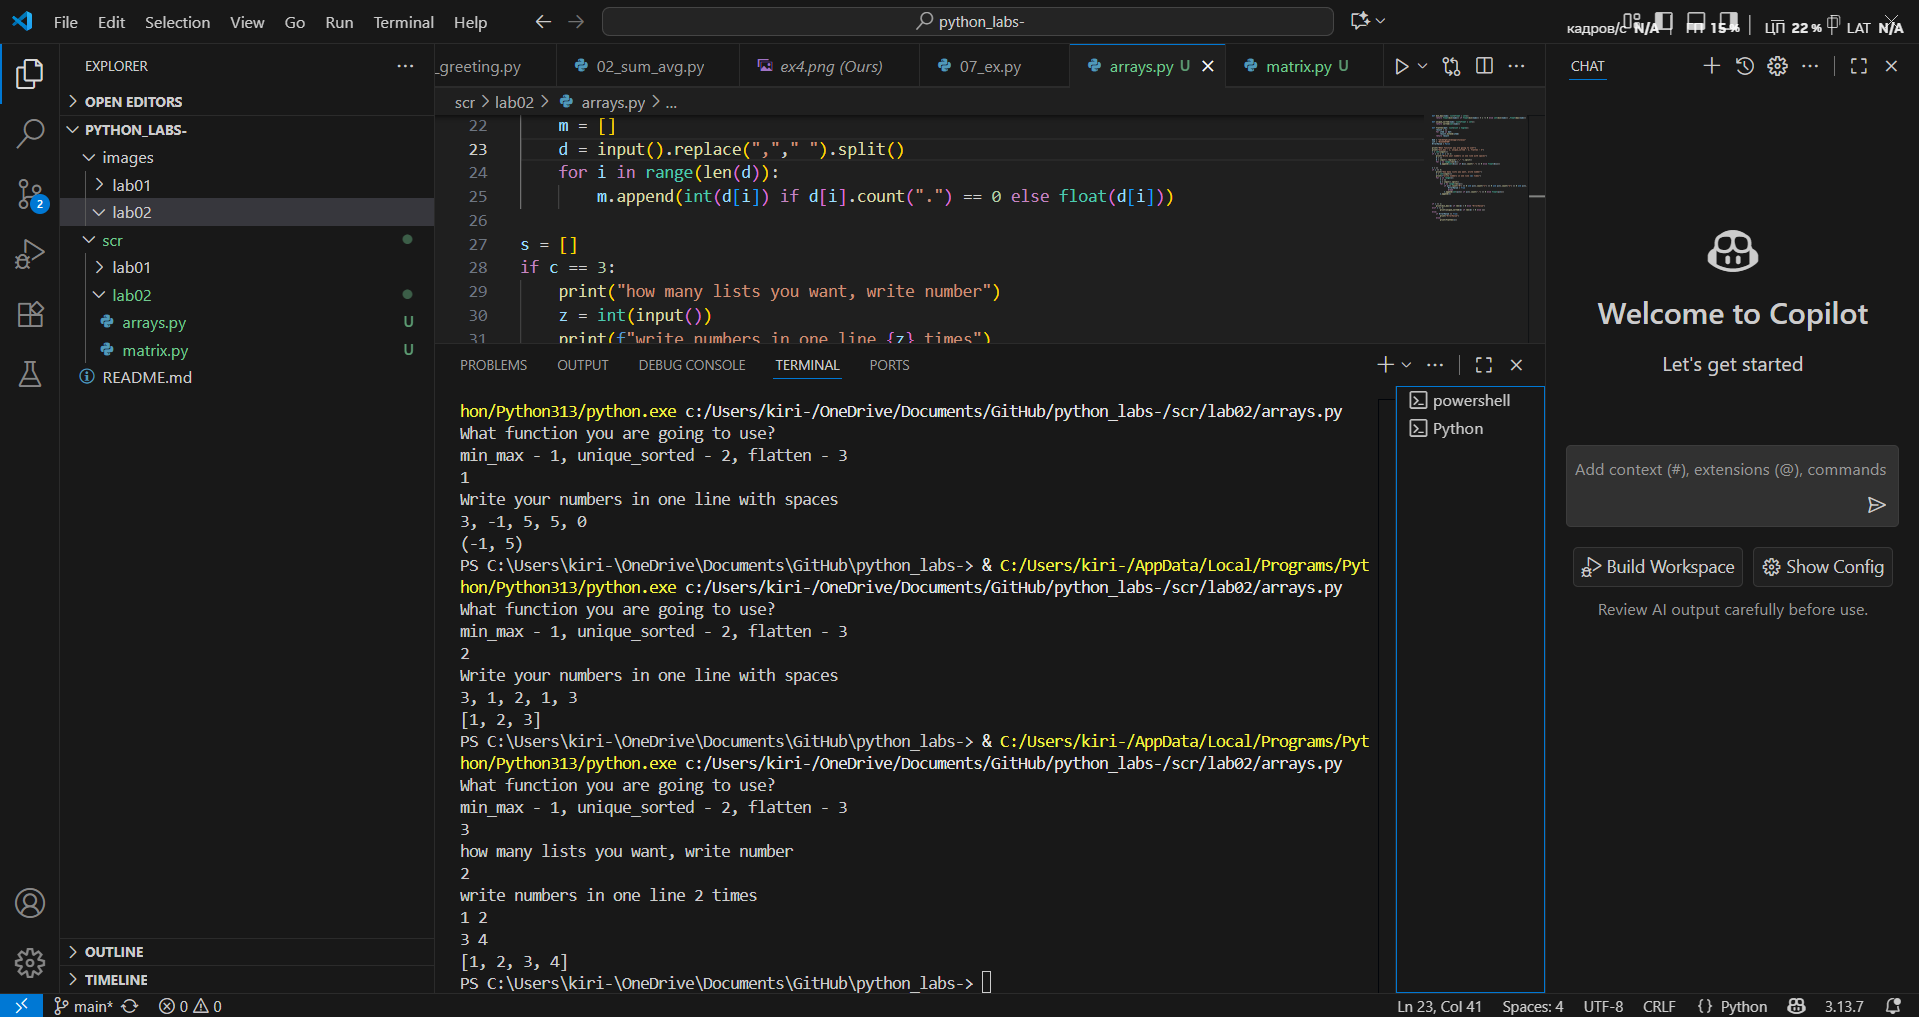 File Edit Selection View Go Run Terminal Help
python_labs-
кадров/с N/A ГП 15 % ЦП 22 % LAT N/A
EXPLORER
OPEN EDITORS
PYTHON_LABS-
images
lab01
lab02
scr
lab01
lab02
arrays.py U
matrix.py U
README.md
OUTLINE
TIMELINE
_greeting.py 02_sum_avg.py ex4.png (Ours) 07_ex.py arrays.py U matrix.py U
scr > lab02 > arrays.py > ...
22 m = []
23 d = input().replace(","," ").split()
24 for i in range(len(d)):
25 m.append(int(d[i]) if d[i].count(".") == 0 else float(d[i]))
26
27 s = []
28 if c == 3:
29 print("how many lists you want, write number")
30 z = int(input())
31 print(f"write numbers in one line {z} times")
PROBLEMS OUTPUT DEBUG CONSOLE TERMINAL PORTS
hon/Python313/python.exe c:/Users/kiri-/OneDrive/Documents/GitHub/python_labs-/scr/lab02/arrays.py
What function you are going to use?
min_max - 1, unique_sorted - 2, flatten - 3
1
Write your numbers in one line with spaces
3, -1, 5, 5, 0
(-1, 5)
PS C:\Users\kiri-\OneDrive\Documents\GitHub\python_labs-> & C:/Users/kiri-/AppData/Local/Programs/Pyt
hon/Python313/python.exe c:/Users/kiri-/OneDrive/Documents/GitHub/python_labs-/scr/lab02/arrays.py
What function you are going to use?
min_max - 1, unique_sorted - 2, flatten - 3
2
Write your numbers in one line with spaces
3, 1, 2, 1, 3
[1, 2, 3]
PS C:\Users\kiri-\OneDrive\Documents\GitHub\python_labs-> & C:/Users/kiri-/AppData/Local/Programs/Pyt
hon/Python313/python.exe c:/Users/kiri-/OneDrive/Documents/GitHub/python_labs-/scr/lab02/arrays.py
What function you are going to use?
min_max - 1, unique_sorted - 2, flatten - 3
3
how many lists you want, write number
2
write numbers in one line 2 times
1 2
3 4
[1, 2, 3, 4]
PS C:\Users\kiri-\OneDrive\Documents\GitHub\python_labs->
powershell
Python
CHAT
Welcome to Copilot
Let's get started
Add context (#), extensions (@), commands
Build Workspace Show Config
Review AI output carefully before use.
2
main* 0 0 Ln 23, Col 41 Spaces: 4 UTF-8 CRLF {} Python 3.13.7